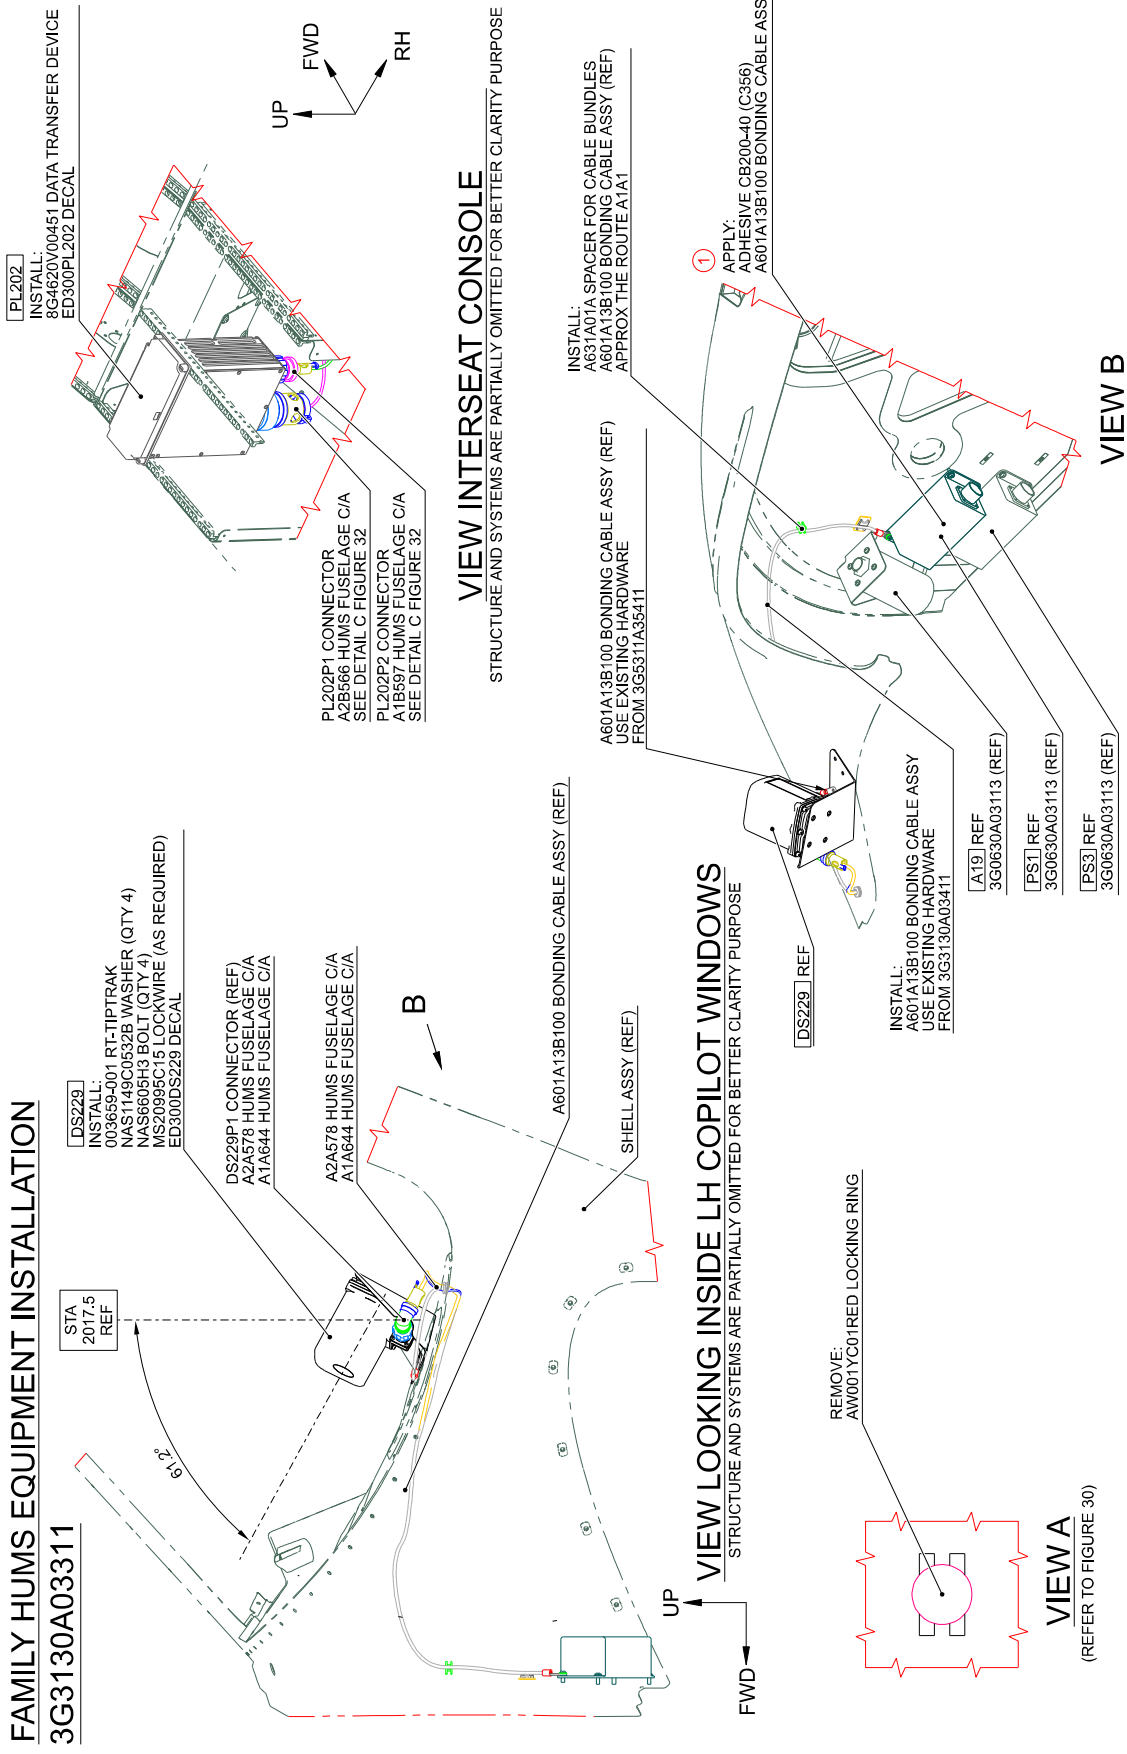 FAMILY HUMS EQUIPMENT INSTALLATION
3G3130A03311
STA
2017.5
REF
61.2°
DS229
INSTALL:
003659-001 RT-TIPTRAK
NAS1149C0532B WASHER (QTY 4)
NAS6605H3 BOLT (QTY 4)
MS20995C15 LOCKWIRE (AS REQUIRED)
ED300DS229 DECAL
DS229P1 CONNECTOR (REF)
A2A578 HUMS FUSELAGE C/A
A1A644 HUMS FUSELAGE C/A
A2A578 HUMS FUSELAGE C/A
A1A644 HUMS FUSELAGE C/A
B
A601A13B100 BONDING CABLE ASSY (REF)
SHELL ASSY (REF)
UP
FWD
VIEW LOOKING INSIDE LH COPILOT WINDOWS
STRUCTURE AND SYSTEMS ARE PARTIALLY OMITTED FOR BETTER CLARITY PURPOSE
REMOVE:
AW001YC01RED LOCKING RING
VIEW A
(REFER TO FIGURE 30)
PL202
INSTALL:
8G4620V00451 DATA TRANSFER DEVICE
ED300PL202 DECAL
UP
FWD
RH
PL202P1 CONNECTOR
A2B566 HUMS FUSELAGE C/A
SEE DETAIL C FIGURE 32
PL202P2 CONNECTOR
A1B597 HUMS FUSELAGE C/A
SEE DETAIL C FIGURE 32
VIEW INTERSEAT CONSOLE
STRUCTURE AND SYSTEMS ARE PARTIALLY OMITTED FOR BETTER CLARITY PURPOSE
INSTALL:
A631A01A SPACER FOR CABLE BUNDLES
A601A13B100 BONDING CABLE ASSY (REF)
APPROX THE ROUTE A1A1
A601A13B100 BONDING CABLE ASSY (REF)
USE EXISTING HARDWARE
FROM 3G5311A35411
1
APPLY:
ADHESIVE CB200-40 (C356)
A601A13B100 BONDING CABLE ASS
DS229 REF
INSTALL:
A601A13B100 BONDING CABLE ASSY
USE EXISTING HARDWARE
FROM 3G3130A03411
A19 REF
3G0630A03113 (REF)
PS1 REF
3G0630A03113 (REF)
PS3 REF
3G0630A03113 (REF)
VIEW B